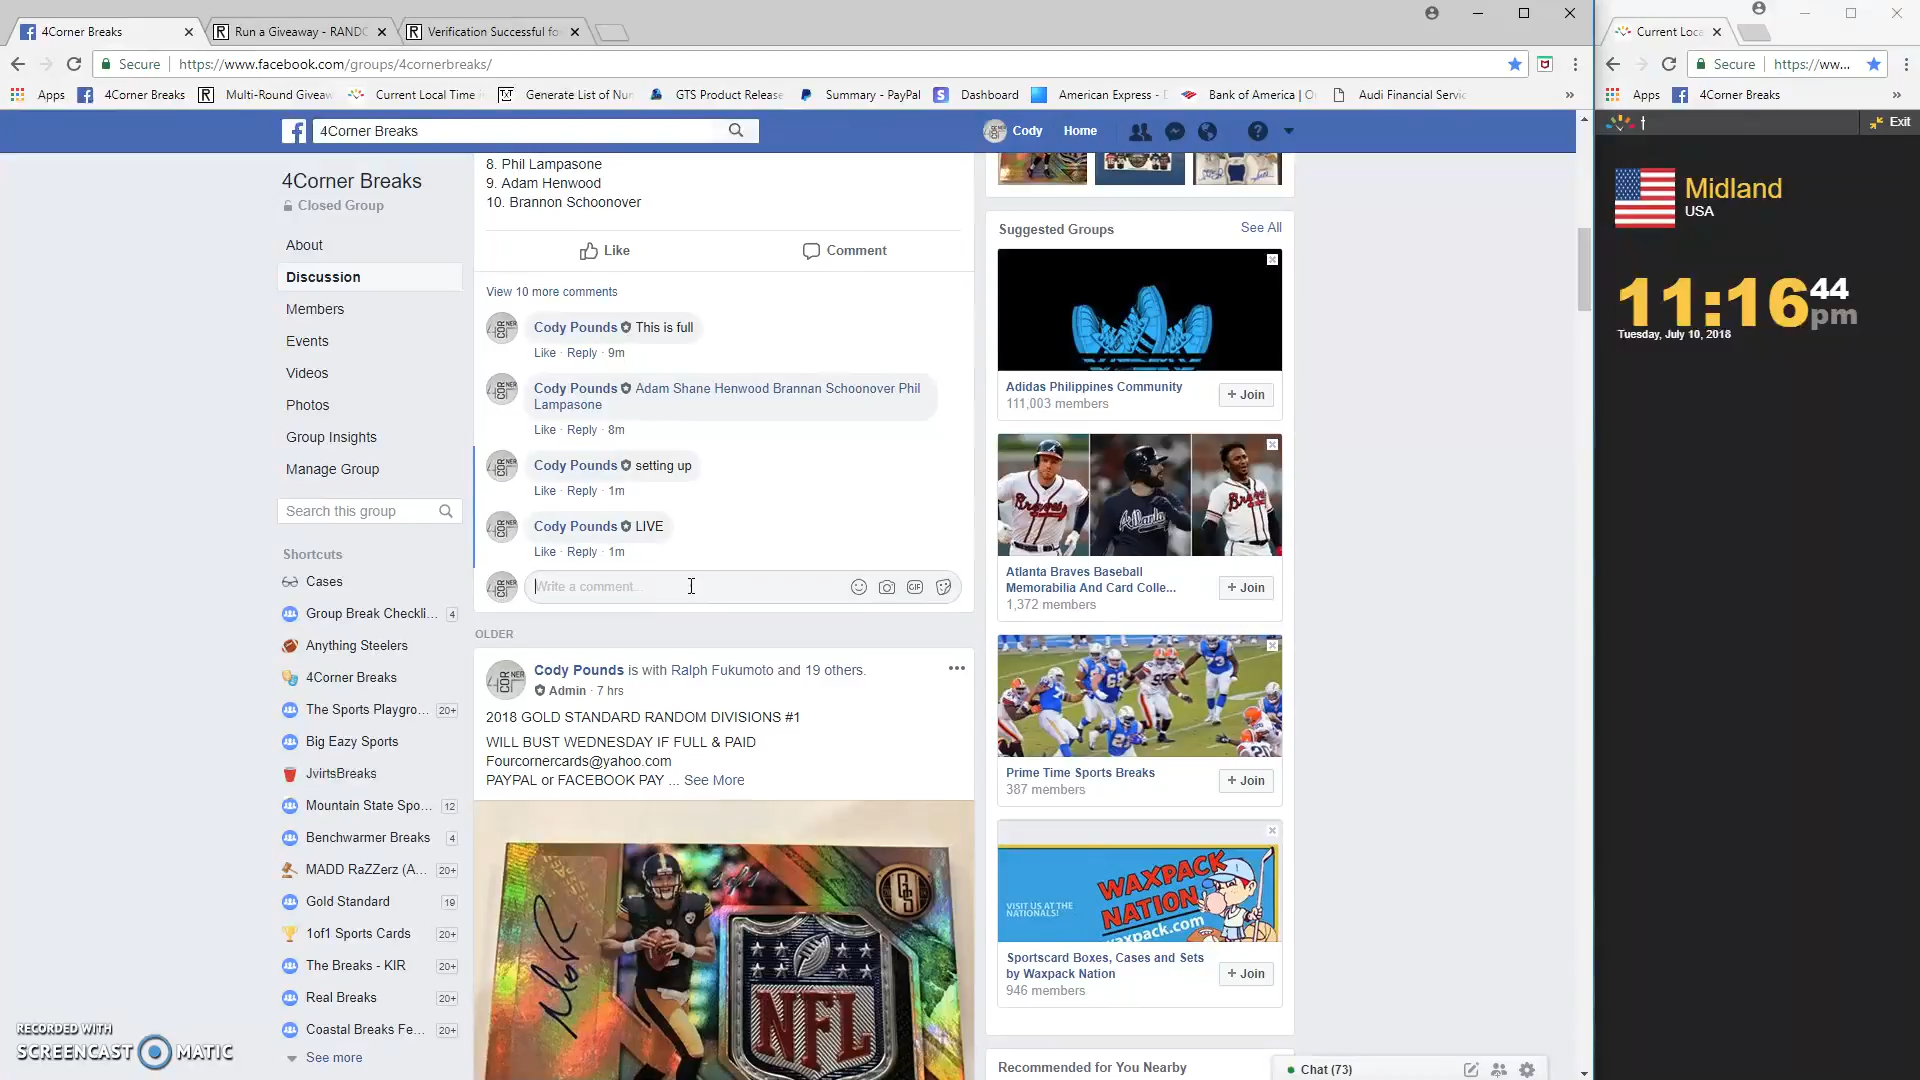 4Corner Breaks
Run a Giveaway - RANDO
Verification Successful fo
Current Loca
Secure
https://www.facebook.com/groups/4cornerbreaks/
Secure
https://ww...
Apps
4Corner Breaks
Multi-Round Giveaw
Current Local Time i
Generate List of Nun
GTS Product Release
Summary - PayPal
Dashboard
American Express - D
Bank of America | O
Audi Financial Servic
»
Apps
4Corner Breaks
»
4Corner Breaks
Cody
Home
Exit
4Corner Breaks
Closed Group
About
Discussion
Members
Events
Videos
Photos
Group Insights
Manage Group
Search this group
Shortcuts
Cases
Group Break Checkli... 4
Anything Steelers
4Corner Breaks
The Sports Playgro... 20+
Big Eazy Sports
JvirtsBreaks
Mountain State Spo... 12
Benchwarmer Breaks 4
MADD RaZZerz (A... 20+
Gold Standard 19
1of1 Sports Cards 20+
The Breaks - KIR 20+
Real Breaks 20+
Coastal Breaks Fe... 20+
See more
8. Phil Lampasone
9. Adam Henwood
10. Brannon Schoonover
Like
Comment
View 10 more comments
Cody Pounds This is full
Like · Reply · 9m
Cody Pounds Adam Shane Henwood Brannan Schoonover Phil
Lampasone
Like · Reply · 8m
Cody Pounds setting up
Like · Reply · 1m
Cody Pounds LIVE
Like · Reply · 1m
Write a comment...
GIF
OLDER
Cody Pounds is with Ralph Fukumoto and 19 others.
Admin · 7 hrs
2018 GOLD STANDARD RANDOM DIVISIONS #1
WILL BUST WEDNESDAY IF FULL & PAID
Fourcornercards@yahoo.com
PAYPAL or FACEBOOK PAY ... See More
NFL
Suggested Groups
See All
Adidas Philippines Community
111,003 members
+ Join
Atlanta Braves Baseball
Memorabilia And Card Colle...
1,372 members
+ Join
Prime Time Sports Breaks
387 members
+ Join
VISIT US AT THE
NATIONALS!
WAXPACK
NATION
waxpack.com
Sportscard Boxes, Cases and Sets
by Waxpack Nation
946 members
+ Join
Recommended for You Nearby
Chat (73)
Midland
USA
11:16 44 pm
Tuesday, July 10, 2018
RECORDED WITH
SCREENCAST MATIC